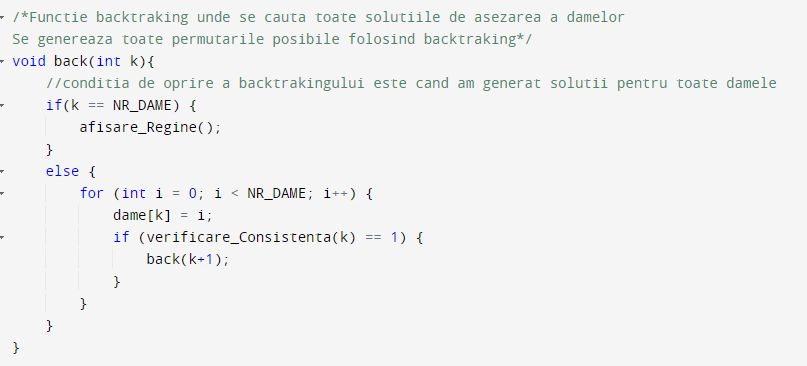 /*Functie backtraking unde se cauta toate solutiile de asezarea a damelor
Se genereaza toate permutarile posibile folosind backtraking*/
void back(int k){
    //conditia de oprire a backtrakingului este cand am generat solutii pentru toate damele
    if(k == NR_DAME) {
        afisare_Regine();
    }
    else {
        for (int i = 0; i < NR_DAME; i++) {
            dame[k] = i;
            if (verificare_Consistenta(k) == 1) {
                back(k+1);
            }
        }
    }
}